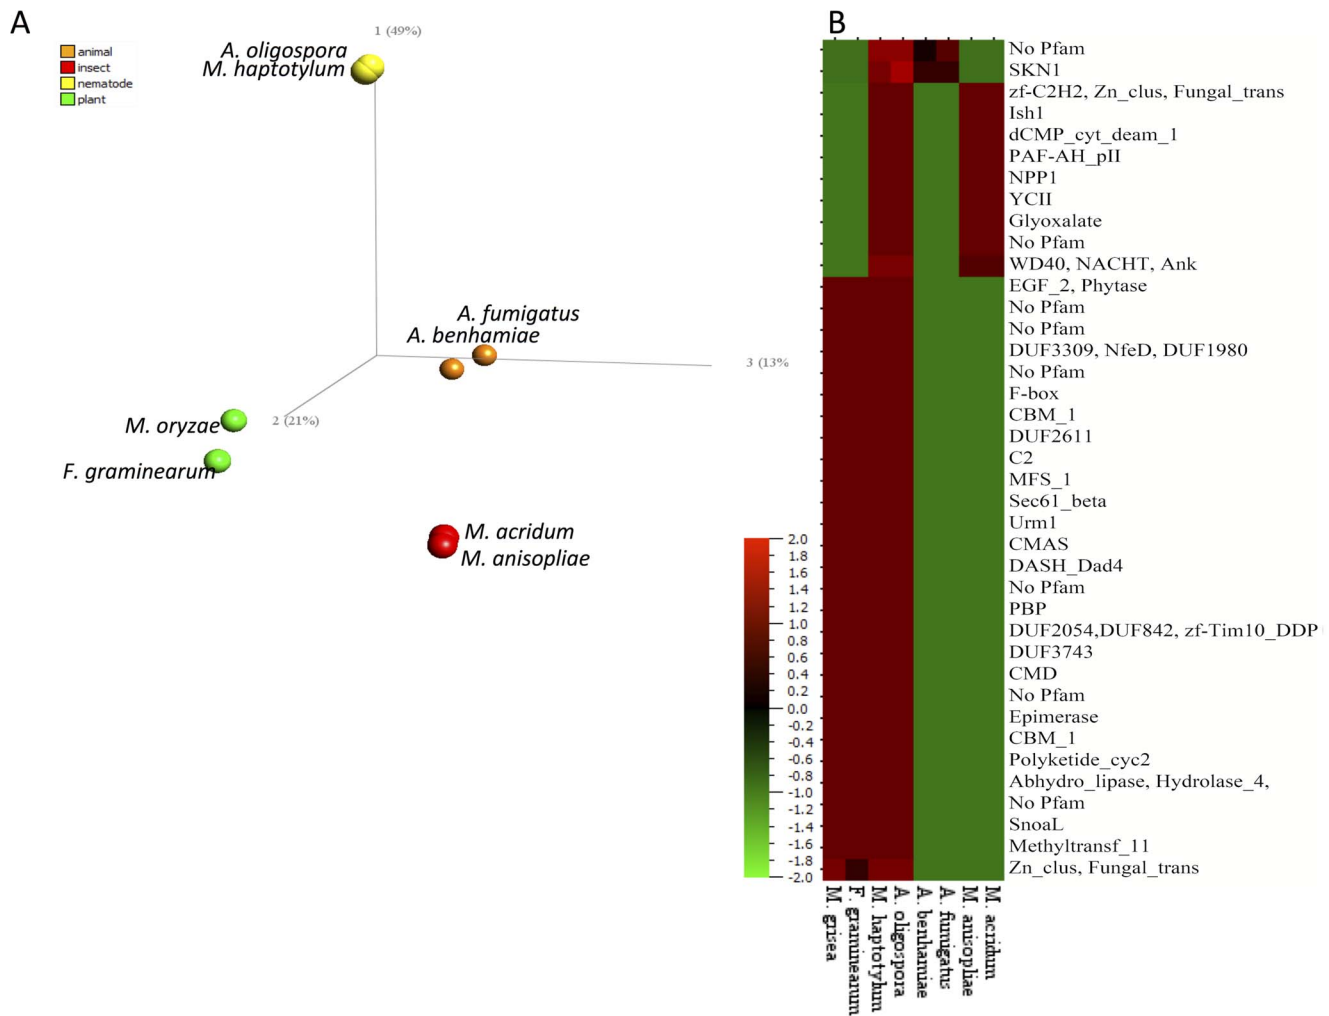 A
animal
insect
nematode
plant
1 (49%)
A. oligospora
M. haptotylum
A. fumigatus
A. benhamiae
3 (13%
2 (21%)
M. oryzae
F. graminearum
M. acridum
M. anisopliae
B
No Pfam
SKN1
zf-C2H2, Zn_clus, Fungal_trans
Ish1
dCMP_cyt_deam_1
PAF-AH_pII
NPP1
YCII
Glyoxalate
No Pfam
WD40, NACHT, Ank
EGF_2, Phytase
No Pfam
No Pfam
DUF3309, NfeD, DUF1980
No Pfam
F-box
CBM_1
DUF2611
C2
MFS_1
Sec61_beta
Urm1
CMAS
DASH_Dad4
No Pfam
PBP
DUF2054,DUF842, zf-Tim10_DDP
DUF3743
CMD
No Pfam
Epimerase
CBM_1
Polyketide_cyc2
Abhydro_lipase, Hydrolase_4,
No Pfam
SnoaL
Methyltransf_11
Zn_clus, Fungal_trans
2.0
1.8
1.6
1.4
1.2
1.0
0.8
0.6
0.4
0.2
0.0
-0.2
-0.4
-0.6
-0.8
-1.0
-1.2
-1.4
-1.6
-1.8
-2.0
M. grisea
F. graminearum
M. haptotylum
A. oligospora
A. benhamiae
A. fumigatus
M. anisopliae
M. acridum